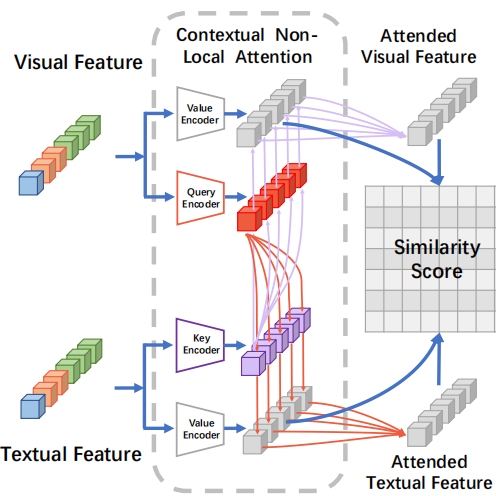 Contextual Non-
Local Attention
Attended
Visual Feature
Visual Feature
Value
Encoder
Query
Encoder
Similarity
Score
Key
Encoder
Value
Encoder
Textual Feature
Attended
Textual Feature